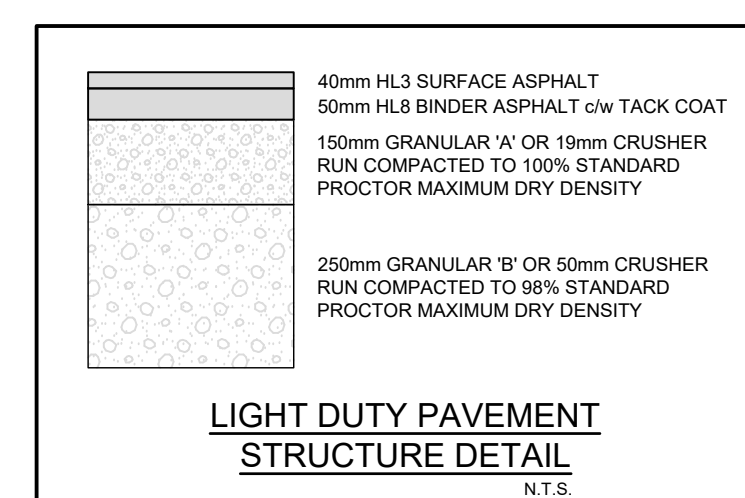 40mm HL3 SURFACE ASPHALT
50mm HL8 BINDER ASPHALT c/w TACK COAT
150mm GRANULAR 'A' OR 19mm CRUSHER
RUN COMPACTED TO 100% STANDARD
PROCTOR MAXIMUM DRY DENSITY
250mm GRANULAR 'B' OR 50mm CRUSHER
RUN COMPACTED TO 98% STANDARD
PROCTOR MAXIMUM DRY DENSITY
LIGHT DUTY PAVEMENT
STRUCTURE DETAIL
N.T.S.